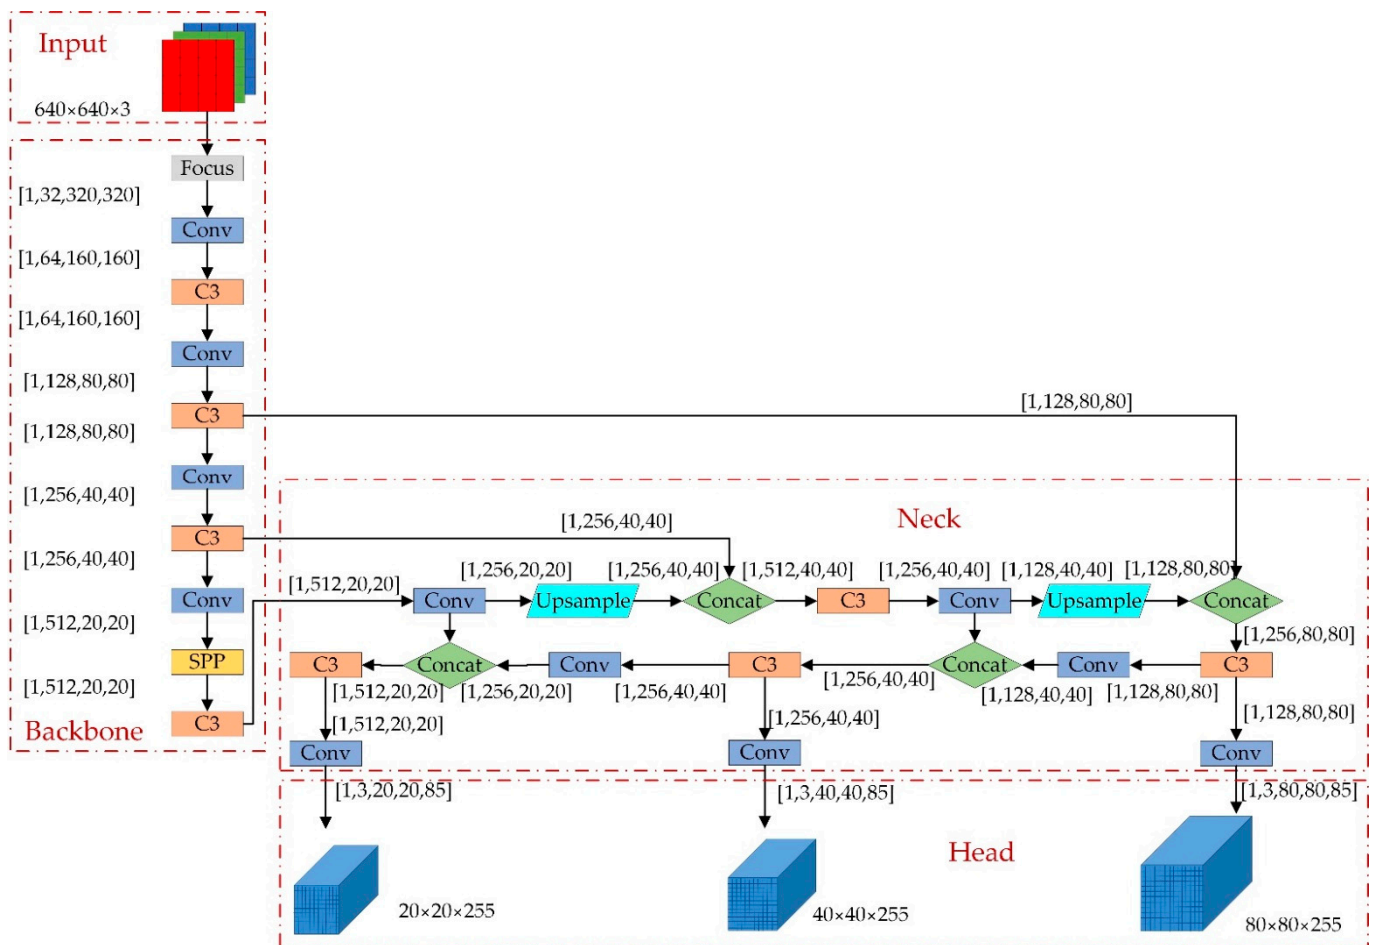 Input
640×640×3
Focus
[1,32,320,320]
Conv
[1,64,160,160]
C3
[1,64,160,160]
Conv
[1,128,80,80]
C3
[1,128,80,80]
[1,128,80,80]
Conv
[1,256,40,40]
C3
[1,256,40,40]
Conv
[1,512,20,20]
SPP
[1,512,20,20]
C3
Backbone
Neck
[1,256,40,40]
[1,512,20,20]
[1,256,20,20]
[1,256,40,40]
[1,512,40,40]
[1,256,40,40]
[1,128,40,40]
[1,128,80,80]
Conv
Upsample
Concat
C3
Conv
Upsample
Concat
[1,256,80,80]
C3
Concat
Conv
C3
Concat
Conv
C3
[1,512,20,20]
[1,256,20,20]
[1,256,40,40]
[1,256,40,40]
[1,128,40,40]
[1,128,80,80]
[1,512,20,20]
[1,256,40,40]
[1,128,80,80]
Conv
Conv
Conv
[1,3,20,20,85]
[1,3,40,40,85]
[1,3,80,80,85]
Head
20×20×255
40×40×255
80×80×255